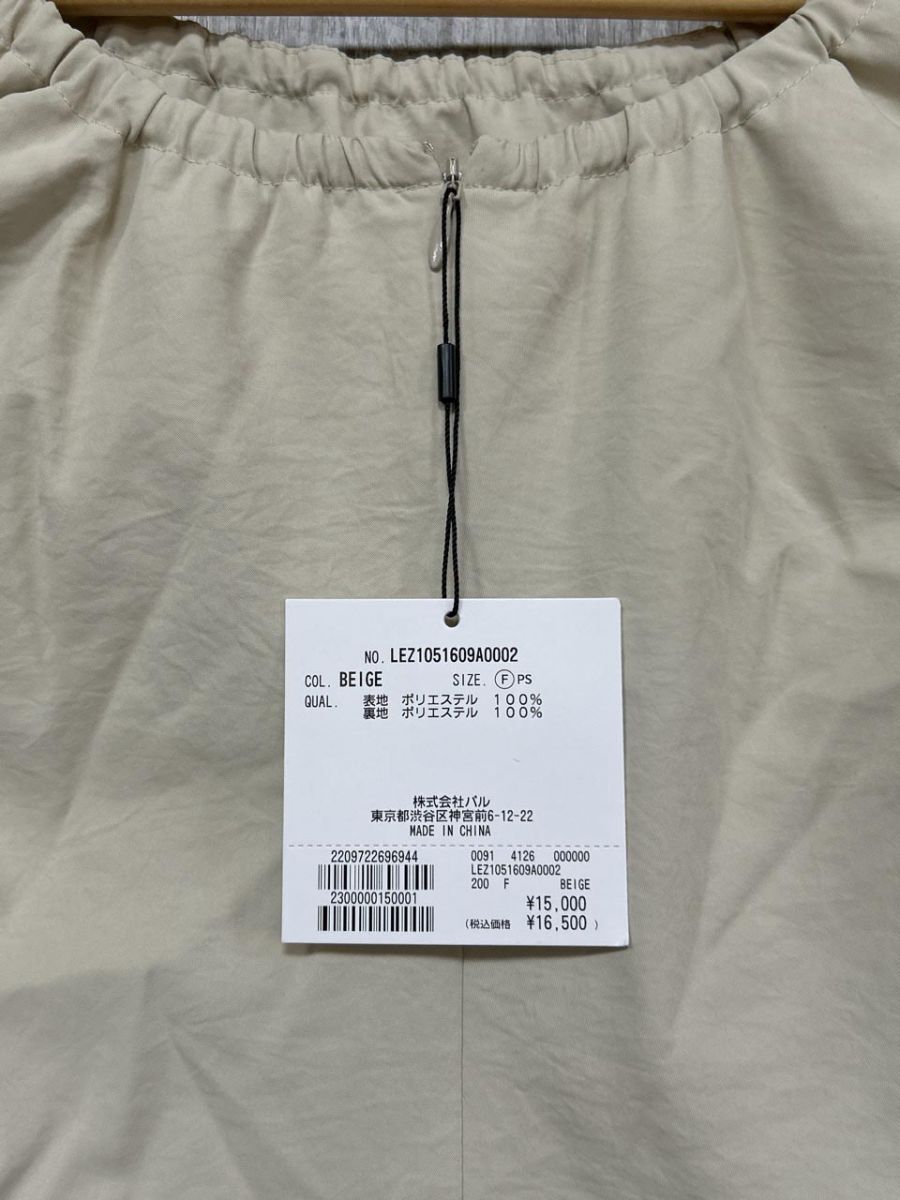 NO. LEZ1051609A0002
COL. BEIGE SIZE. Ⓕ PS
QUAL. 表地 ポリエステル 100%
裏地 ポリエステル 100%
株式会社パル
東京都渋谷区神宮前6-12-22
MADE IN CHINA
2209722696944
2300000150001
0091 4126 000000
LEZ1051609A0002
200 F BEIGE
¥15,000
(税込価格 ¥16,500 )